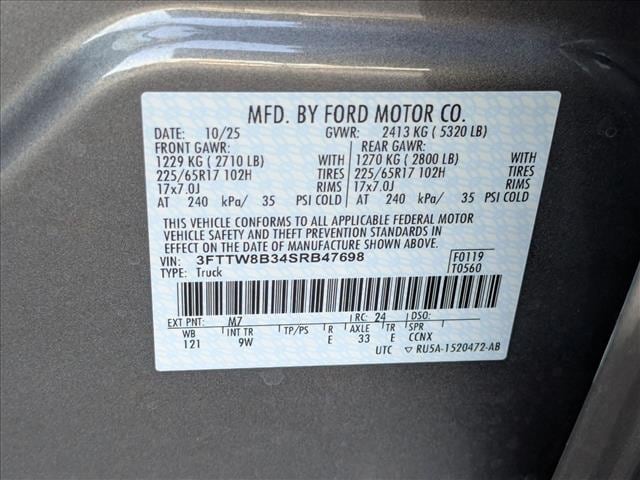 MFD. BY FORD MOTOR CO.
DATE: 10/25 GVWR: 2413 KG ( 5320 LB)
FRONT GAWR: REAR GAWR:
1229 KG ( 2710 LB) WITH 1270 KG ( 2800 LB) WITH
225/65R17 102H TIRES 225/65R17 102H TIRES
17x7.0J RIMS 17x7.0J RIMS
AT 240 kPa/ 35 PSI COLD AT 240 kPa/ 35 PSI COLD
THIS VEHICLE CONFORMS TO ALL APPLICABLE FEDERAL MOTOR
VEHICLE SAFETY AND THEFT PREVENTION STANDARDS IN
EFFECT ON THE DATE OF MANUFACTURE SHOWN ABOVE.
VIN: 3FTTW8B34SRB47698 F0119
TYPE: Truck T0560
EXT PNT: M7 RC: 24 DSO:
WB INT TR TP/PS R AXLE TR SPR
121 9W E 33 E CCNX
UTC ▽ RU5A-1520472-AB